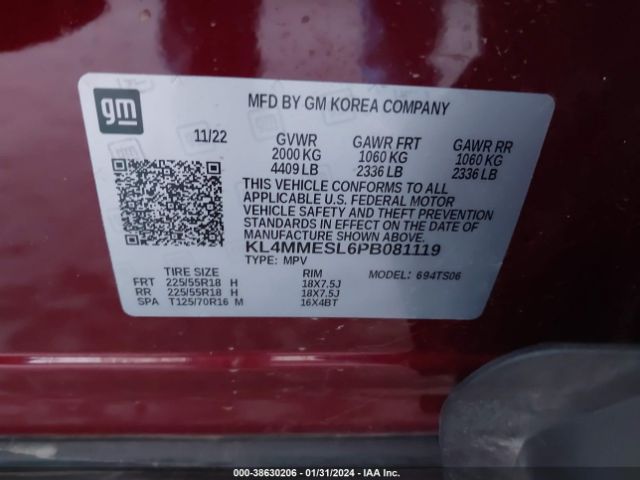 gm
MFD BY GM KOREA COMPANY
11/22 GVWR GAWR FRT GAWR RR
2000 KG 1060 KG 1060 KG
4409 LB 2336 LB 2336 LB
THIS VEHICLE CONFORMS TO ALL
APPLICABLE U.S. FEDERAL MOTOR
VEHICLE SAFETY AND THEFT PREVENTION
STANDARDS IN EFFECT ON THE DATE OF
MANUFACTURE SHOWN ABOVE.
KL4MMESL6PB081119
TYPE: MPV MODEL: 694TS06
TIRE SIZE RIM
FRT 225/55R18 H 18X7.5J
RR 225/55R18 H 18X7.5J
SPA T125/70R16 M 16X4BT
000-38630206 - 01/31/2024 - IAA Inc.